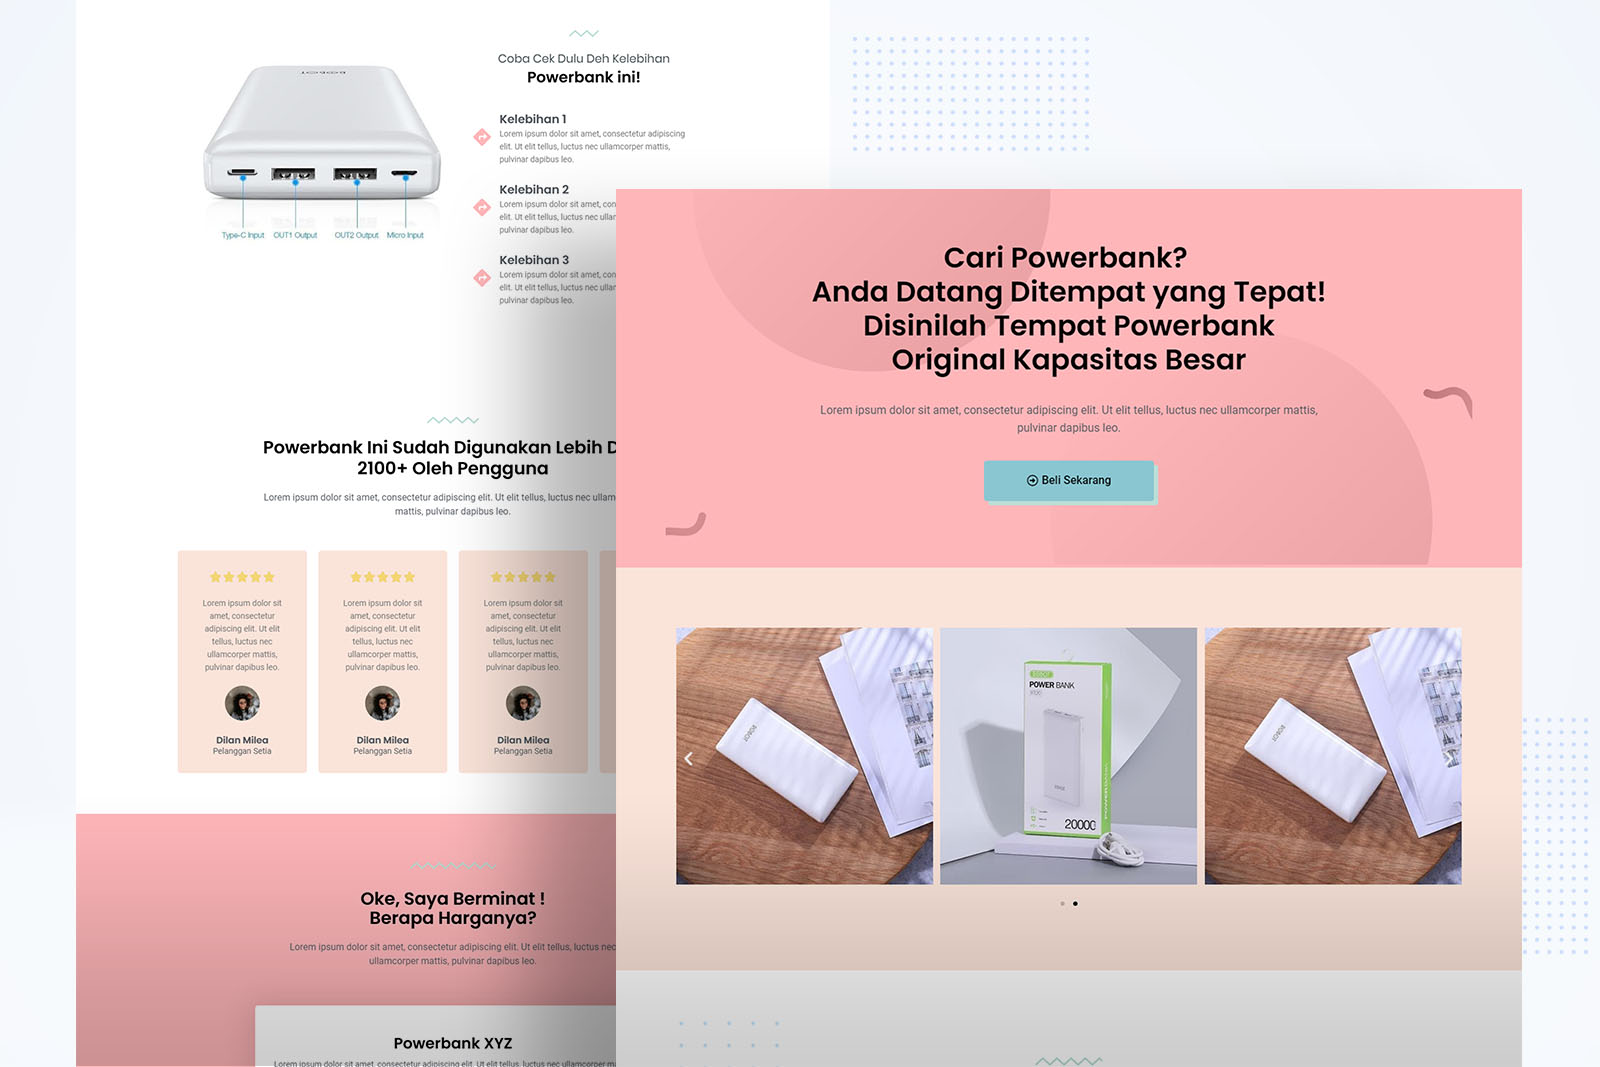 Coba Cek Dulu Deh Kelebihan
Powerbank ini!
Kelebihan 1
Lorem ipsum dolor sit amet, consectetur adipiscing
elit. Ut elit tellus, luctus nec ullamcorper mattis,
pulvinar dapibus leo.
Kelebihan 2
Lorem ipsum dolor sit amet, con
elit. Ut elit tellus, luctus nec ullar
pulvinar dapibus leo.
Kelebihan 3
Lorem ipsum dolor sit amet, con
elit. Ut elit tellus, luctus nec ullar
pulvinar dapibus leo.
Type-C Input OUT1 Output OUT2 Output Micro Input
Powerbank Ini Sudah Digunakan Lebih D
2100+ Oleh Pengguna
Lorem ipsum dolor sit amet, consectetur adipiscing elit. Ut elit tellus, luctus nec ullam
mattis, pulvinar dapibus leo.
Lorem ipsum dolor sit
amet, consectetur
adipiscing elit. Ut elit
tellus, luctus nec
ullamcorper mattis,
pulvinar dapibus leo.
Dilan Milea
Pelanggan Setia
Lorem ipsum dolor sit
amet, consectetur
adipiscing elit. Ut elit
tellus, luctus nec
ullamcorper mattis,
pulvinar dapibus leo.
Dilan Milea
Pelanggan Setia
Lorem ipsum dolor sit
amet, consectetur
adipiscing elit. Ut elit
tellus, luctus nec
ullamcorper mattis,
pulvinar dapibus leo.
Dilan Milea
Pelanggan Setia
Oke, Saya Berminat !
Berapa Harganya?
Lorem ipsum dolor sit amet, consectetur adipiscing elit. Ut elit tellus, luctus nec
ullamcorper mattis, pulvinar dapibus leo.
Powerbank XYZ
Lorem ipsum dolor sit amet, consectetur adipiscing elit. Ut elit tellus, luctus nec ullamcorper m
Cari Powerbank?
Anda Datang Ditempat yang Tepat!
Disinilah Tempat Powerbank
Original Kapasitas Besar
Lorem ipsum dolor sit amet, consectetur adipiscing elit. Ut elit tellus, luctus nec ullamcorper mattis,
pulvinar dapibus leo.
Beli Sekarang
ROBOT
POWER BANK
20000
ROBOT